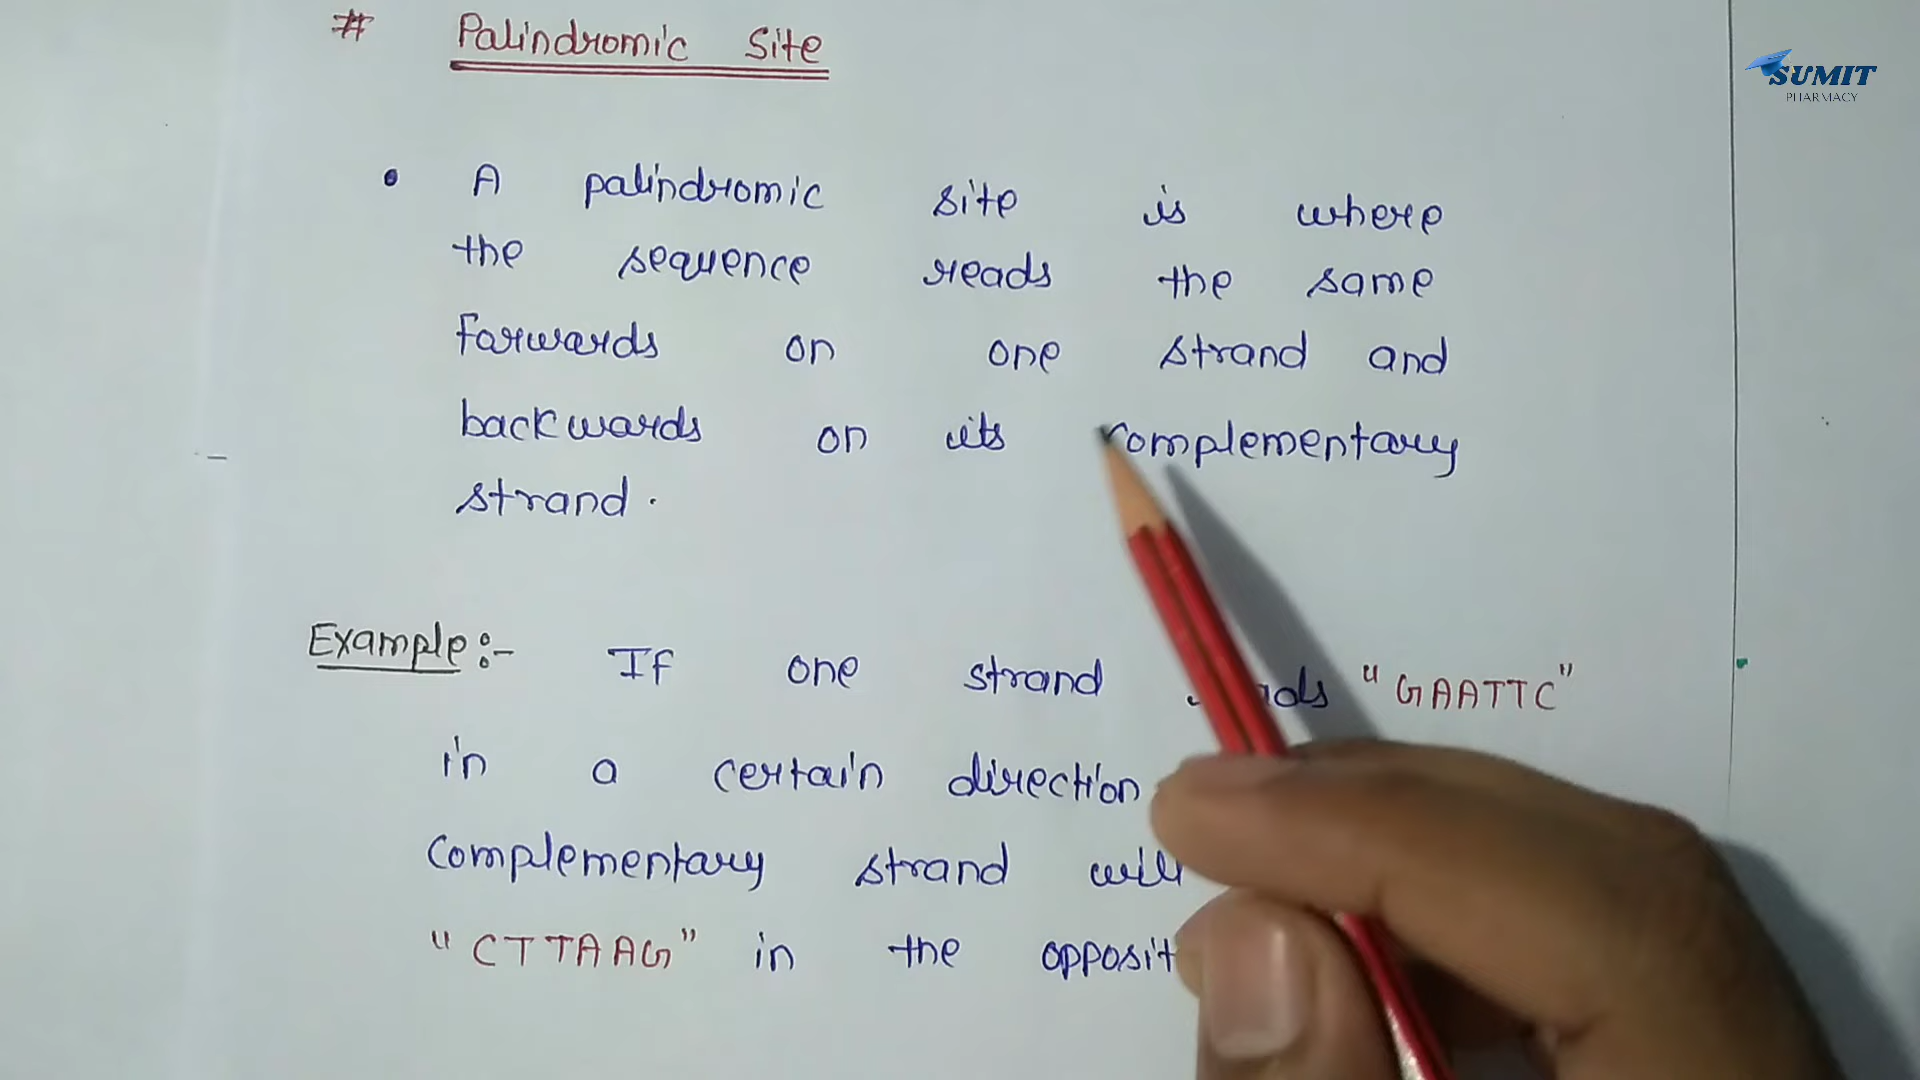 # Palindromic Site
SUMIT
PHARMACY
• A palindromic site is where
the sequence reads the same
forwards on one strand and
backwards on its complementary
strand.
Example:- If one strand "GAATTC"
in a certain direction
complementary strand will
"CTTAAG" in the